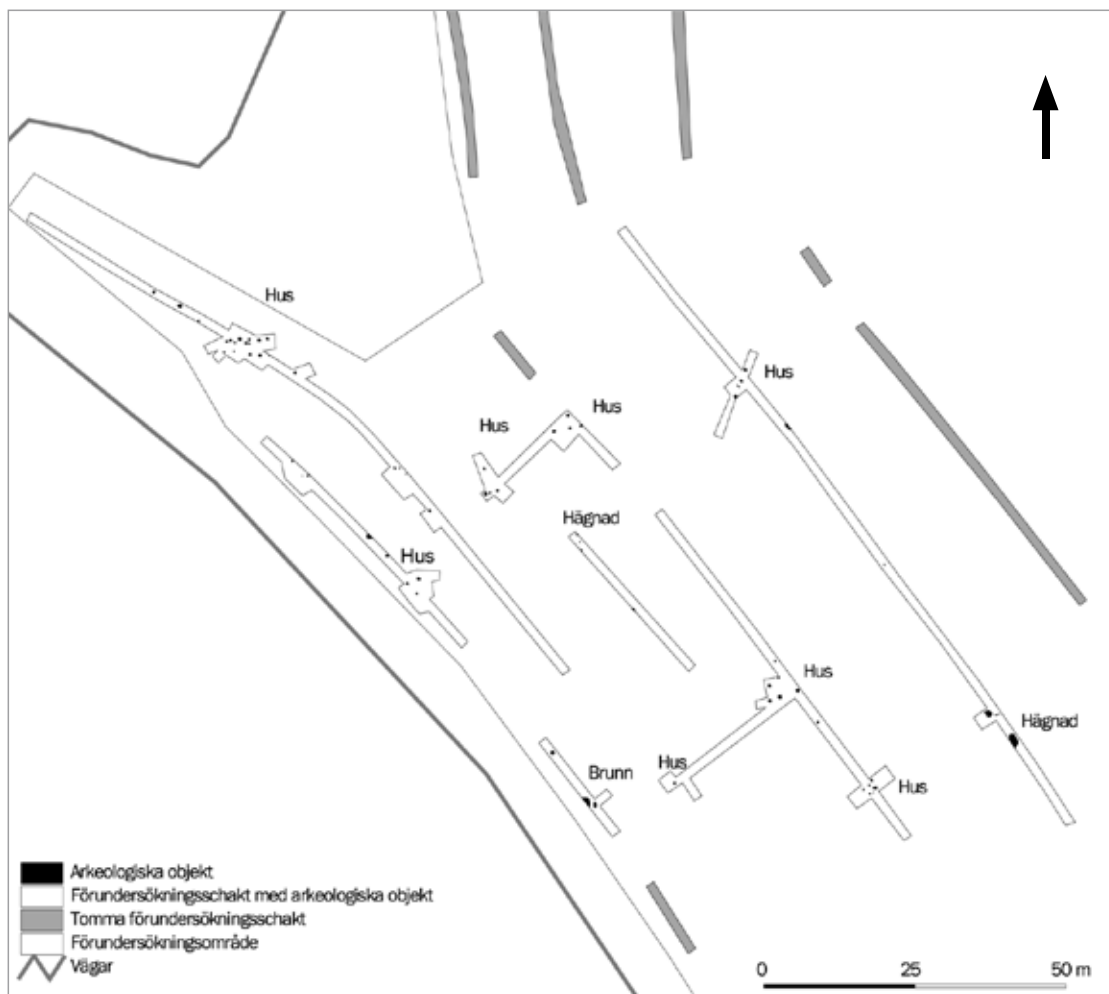 Hus
Hus
Hus
Hus
Hägnad
Hus
Hus
Hägnad
Hus
Brunn
Hus
Arkeologiska objekt
Förundersökningsschakt med arkeologiska objekt
Tomma förundersökningsschakt
Förundersökningsområde
Vägar
0 25 50 m